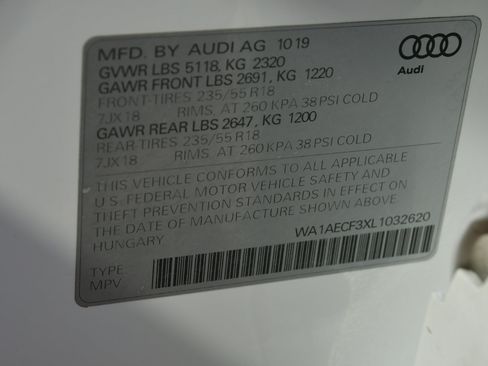 MFD. BY AUDI AG 10 19
GVWR LBS 5118, KG 2320
GAWR FRONT LBS 2691, KG 1220
FRONT-TIRES 235/55 R18
7JX18 RIMS, AT 260 KPA 38 PSI COLD
GAWR REAR LBS 2647, KG 1200
REAR-TIRES 235/55 R18
7JX18 RIMS, AT 260 KPA 38 PSI COLD
THIS VEHICLE CONFORMS TO ALL APPLICABLE
U.S. FEDERAL MOTOR VEHICLE SAFETY AND
THEFT PREVENTION STANDARDS IN EFFECT ON
THE DATE OF MANUFACTURE SHOWN ABOVE
HUNGARY
WA1AECF3XL1032620
TYPE:
MPV
Audi